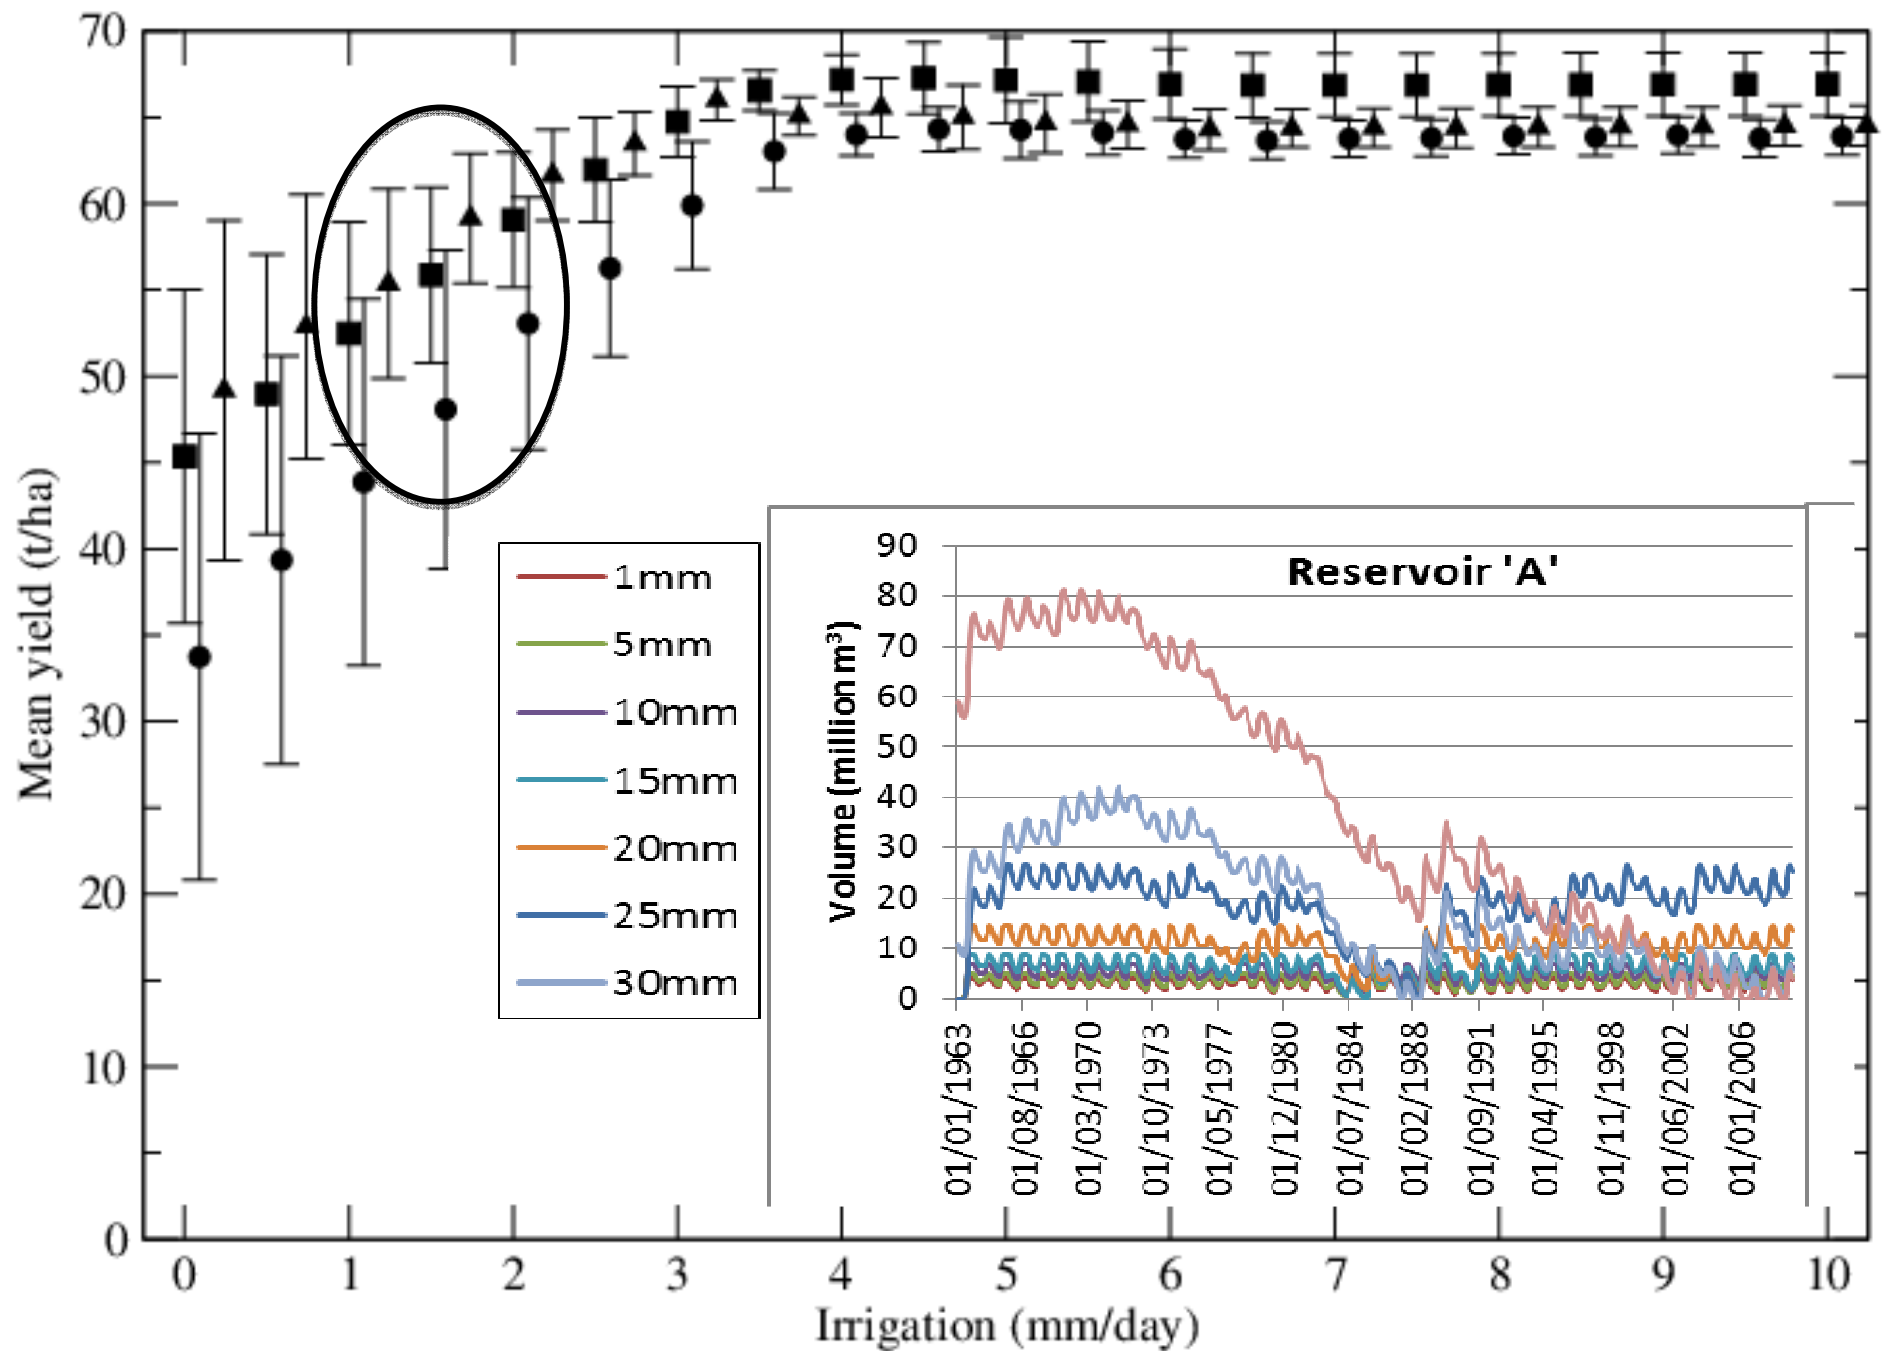 70
60
50
40
30
20
10
0
Mean yield (t/ha)
0 1 2 3 4 5 6 7 8 9 10
Irrigation (mm/day)
1mm
5mm
10mm
15mm
20mm
25mm
30mm
Reservoir 'A'
90
80
70
60
50
40
30
20
10
0
Volume (million m³)
01/01/1963
01/08/1966
01/03/1970
01/10/1973
01/05/1977
01/12/1980
01/07/1984
01/02/1988
01/09/1991
01/04/1995
01/11/1998
01/06/2002
01/01/2006